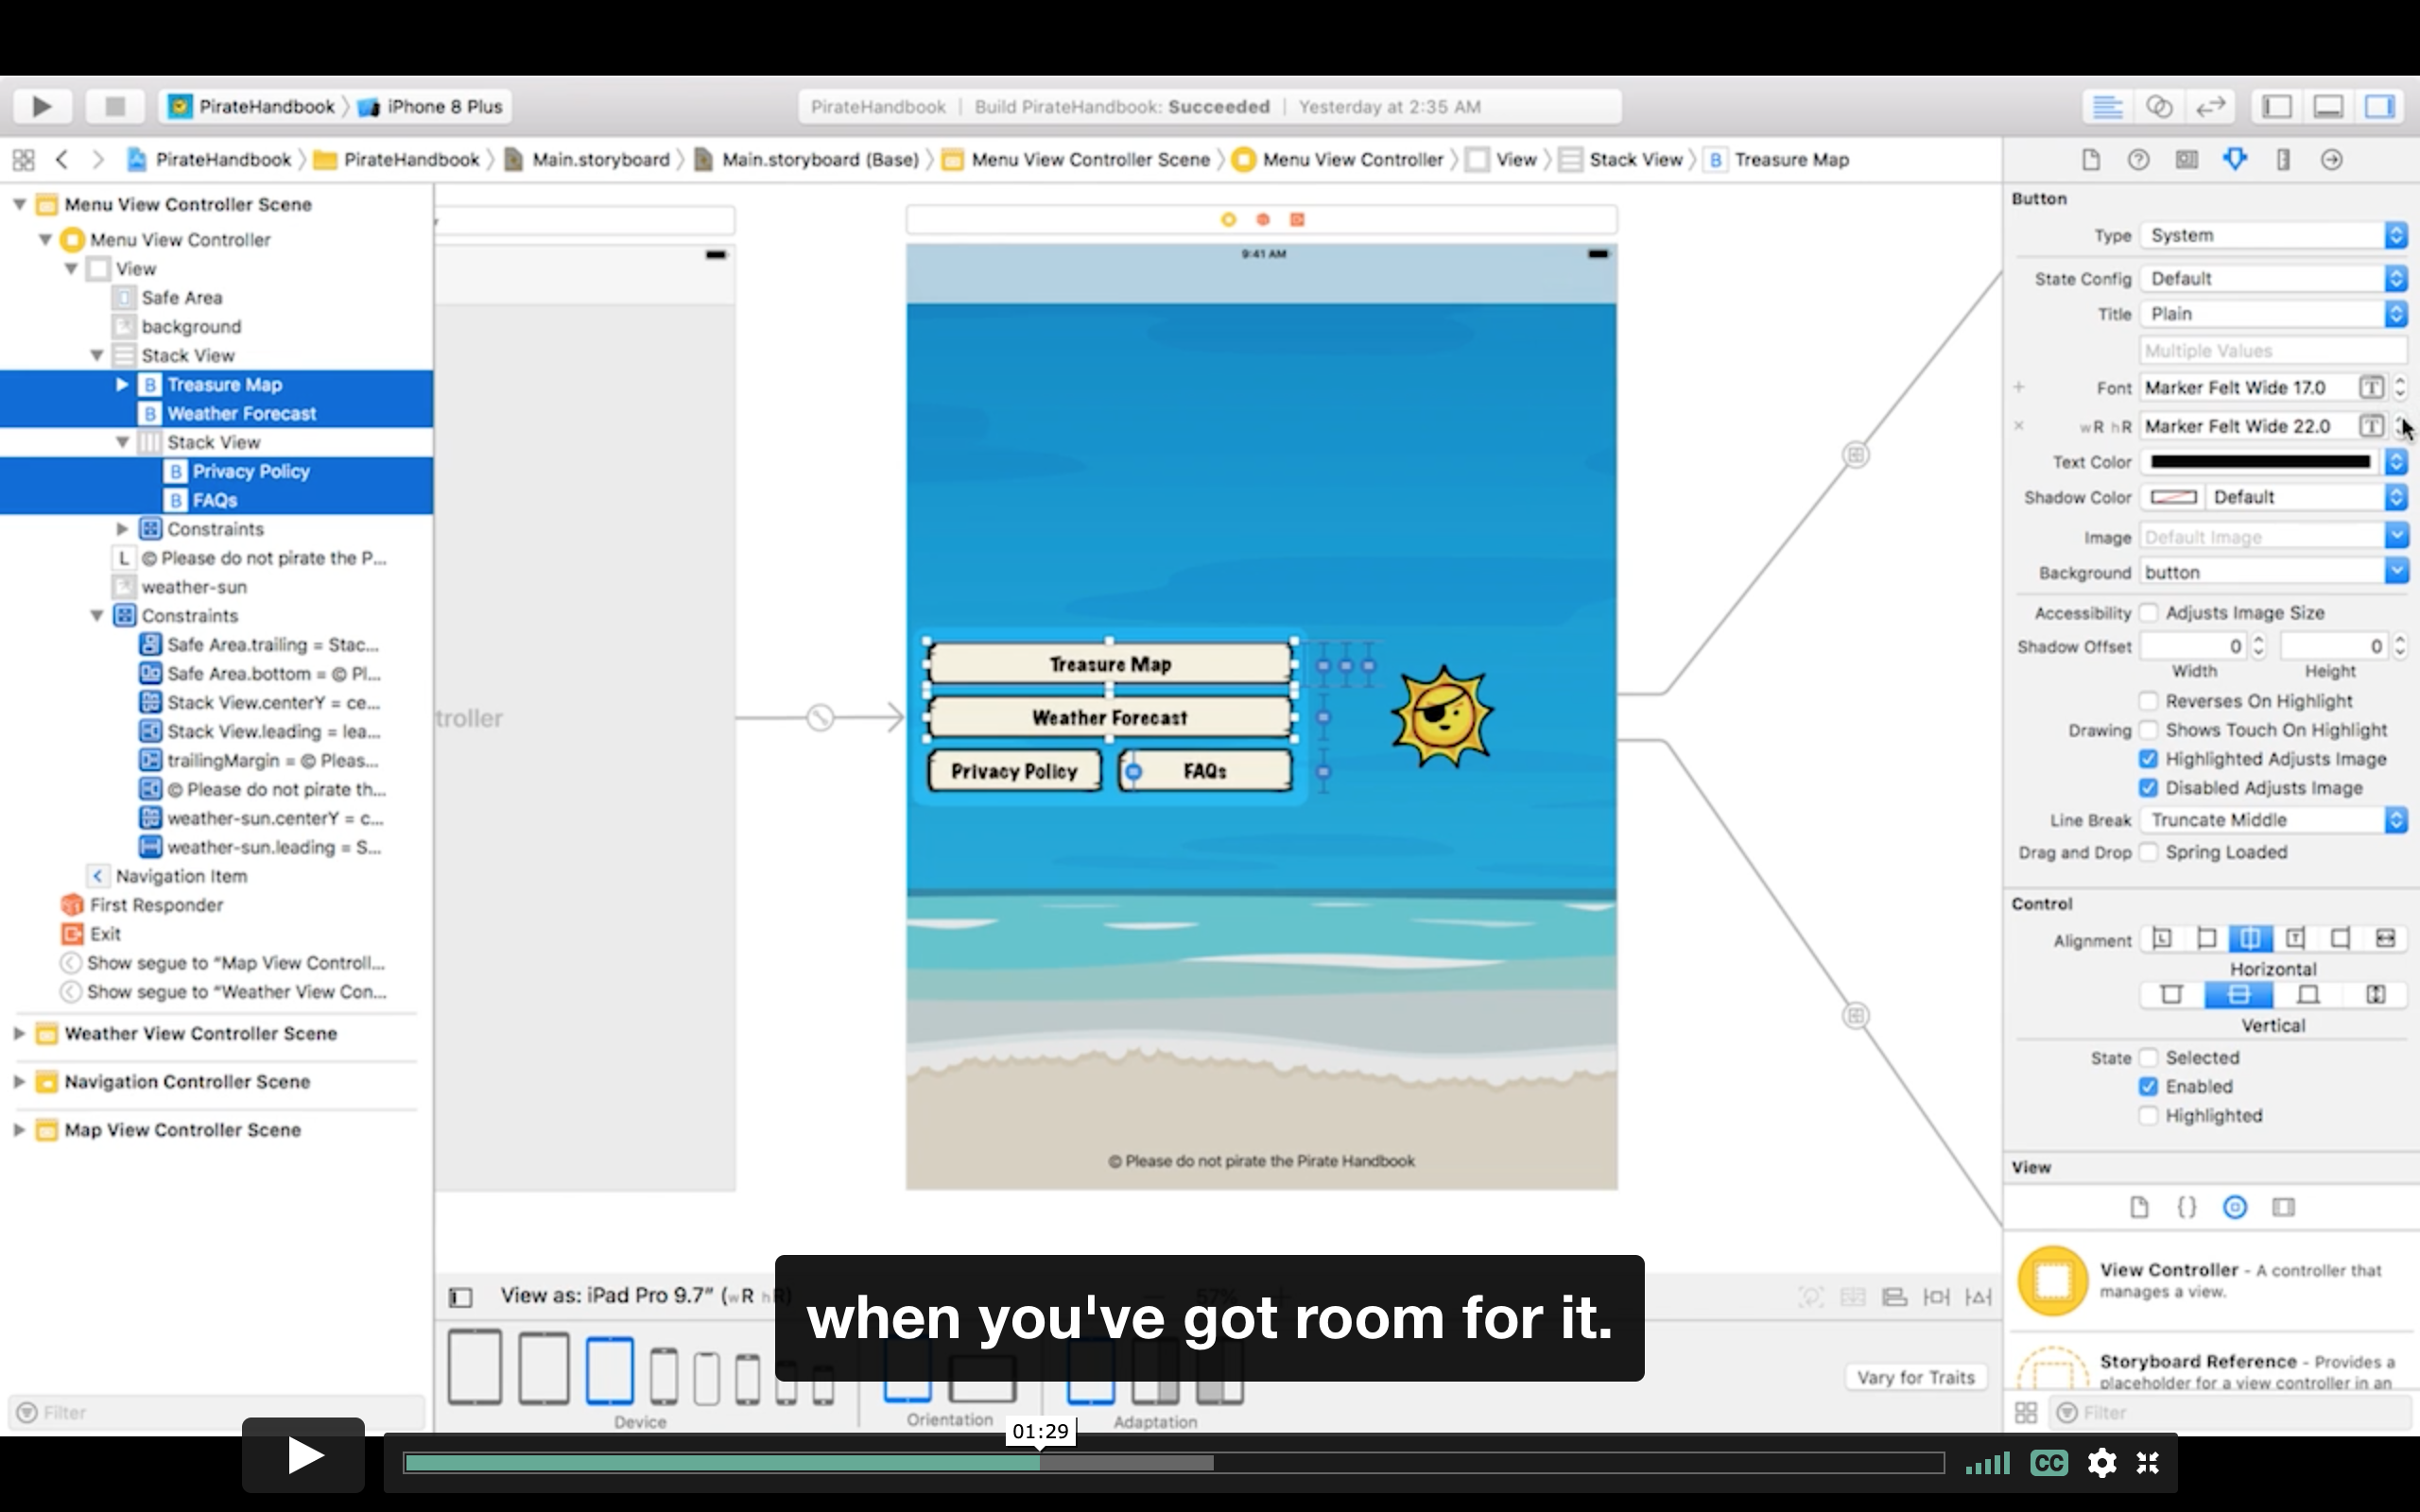 PirateHandbook iPhone 8 Plus
PirateHandbook | Build PirateHandbook: Succeeded | Yesterday at 2:35 AM
PirateHandbook PirateHandbook Main.storyboard Main.storyboard (Base) Menu View Controller Scene Menu View Controller View Stack View B Treasure Map
Menu View Controller Scene
Menu View Controller
View
Safe Area
background
Stack View
B Treasure Map
B Weather Forecast
Stack View
B Privacy Policy
B FAQs
Constraints
L © Please do not pirate the P...
weather-sun
Constraints
Safe Area.trailing = Stac...
Safe Area.bottom = © Pl...
Stack View.centerY = ce...
Stack View.leading = lea...
trailingMargin = © Pleas...
© Please do not pirate th...
weather-sun.centerY = c...
weather-sun.leading = S...
Navigation Item
First Responder
Exit
Show segue to “Map View Controll...
Show segue to “Weather View Con...
Weather View Controller Scene
Navigation Controller Scene
Map View Controller Scene
Filter
troller
9:41 AM
Treasure Map
Weather Forecast
Privacy Policy FAQs
© Please do not pirate the Pirate Handbook
View as: iPad Pro 9.7” (wR hR)
57%
when you've got room for it.
Device
Orientation
Adaptation
Vary for Traits
Button
Type System
State Config Default
Title Plain
Multiple Values
Font Marker Felt Wide 17.0 T
wR hR Marker Felt Wide 22.0 T
Text Color
Shadow Color Default
Image Default Image
Background button
Accessibility Adjusts Image Size
Shadow Offset 0 0
Width Height
Reverses On Highlight
Drawing Shows Touch On Highlight
Highlighted Adjusts Image
Disabled Adjusts Image
Line Break Truncate Middle
Drag and Drop Spring Loaded
Control
Alignment
Horizontal
Vertical
State Selected
Enabled
Highlighted
View
View Controller - A controller that
manages a view.
Storyboard Reference - Provides a
placeholder for a view controller in an
Filter
01:29
CC